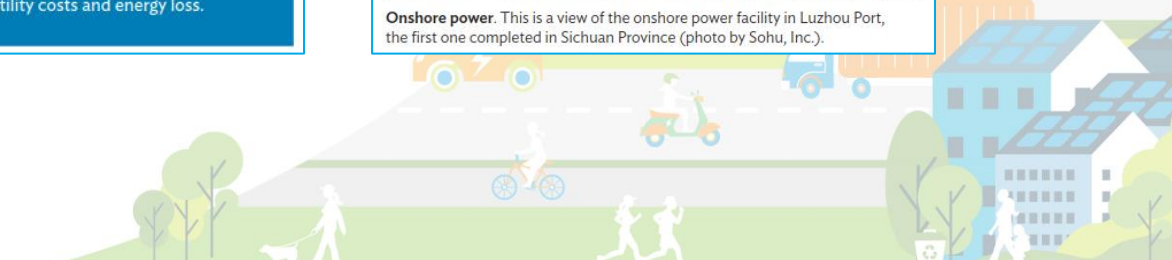 tility costs and energy loss.
Onshore power. This is a view of the onshore power facility in Luzhou Port,
the first one completed in Sichuan Province (photo by Sohu, Inc.).